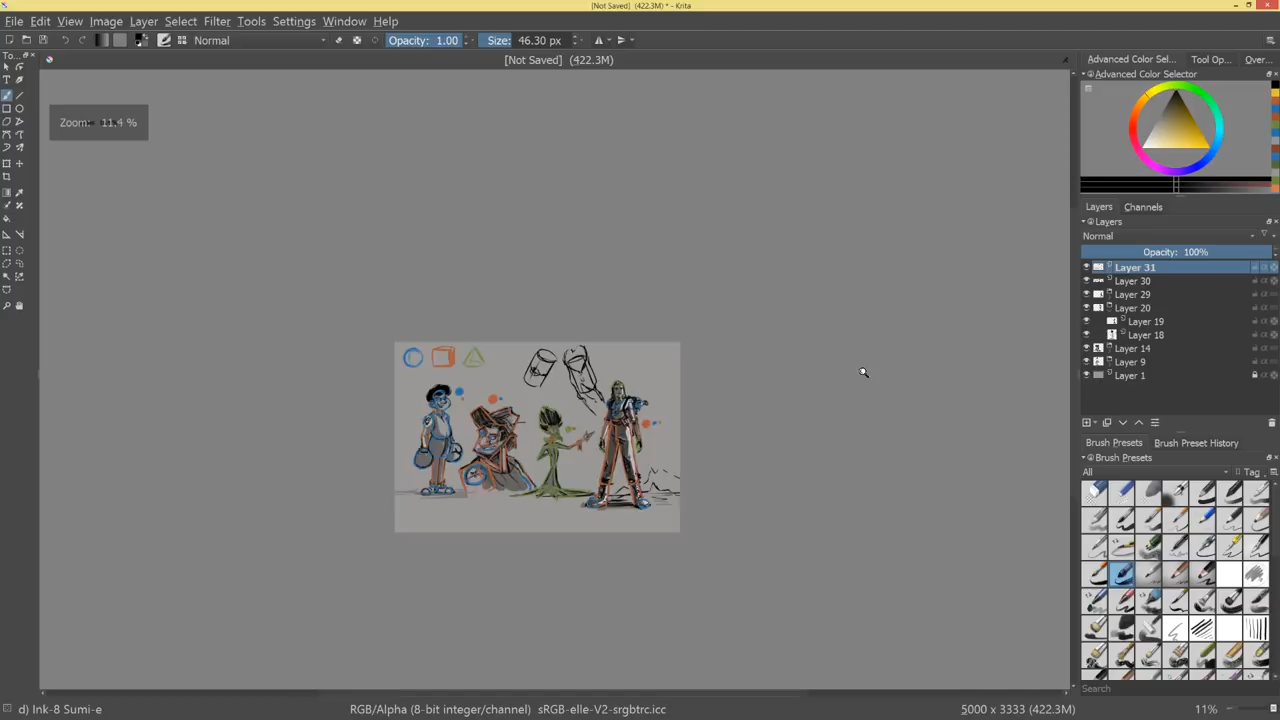 [Not Saved] (422.3M) * - Krita
File Edit View Image Layer Select Filter Tools Settings Window Help
Normal
Opacity: 1.00
Size: 46.30 px
To...
[Not Saved] (422.3M)
Zoom: 11,4 %
Advanced Color Sel... Tool Op... Over...
Advanced Color Selector
Layers Channels
Layers
Normal
Opacity: 100%
Layer 31
Layer 30
Layer 29
Layer 20
Layer 19
Layer 18
Layer 14
Layer 9
Layer 1
Brush Presets Brush Preset History
Brush Presets
All
Tag
Search
d) Ink-8 Sumi-e
RGB/Alpha (8-bit integer/channel) sRGB-elle-V2-srgbtrc.icc
5000 x 3333 (422.3M)
11%